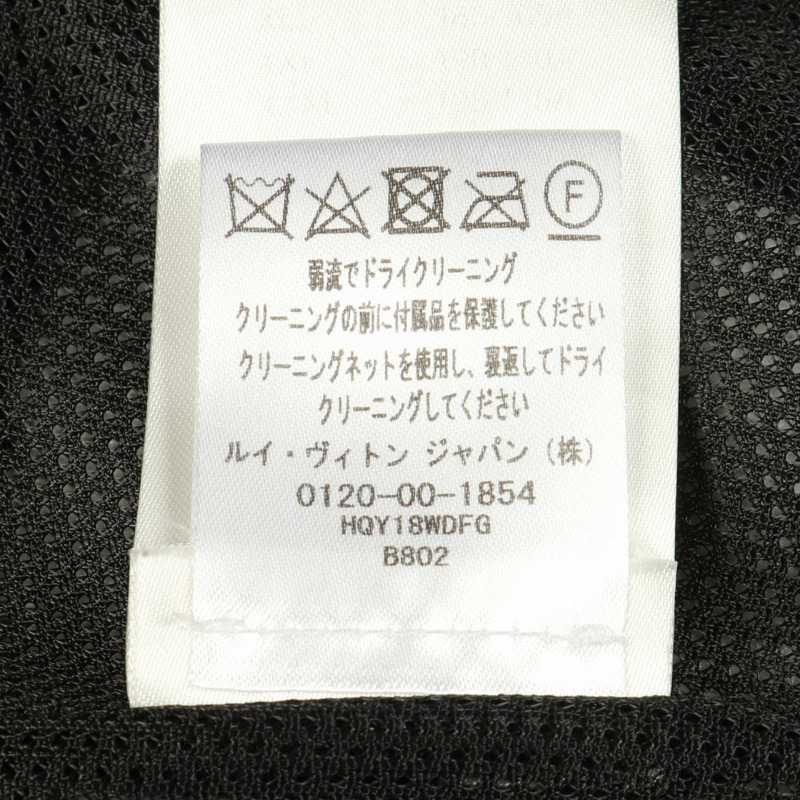 F
弱流でドライクリーニング
クリーニングの前に付属品を保護してください
クリーニングネットを使用し、裏返してドライ
クリーニングしてください
ルイ・ヴィトン ジャパン（株）
0120-00-1854
HQY18WDFG
B802